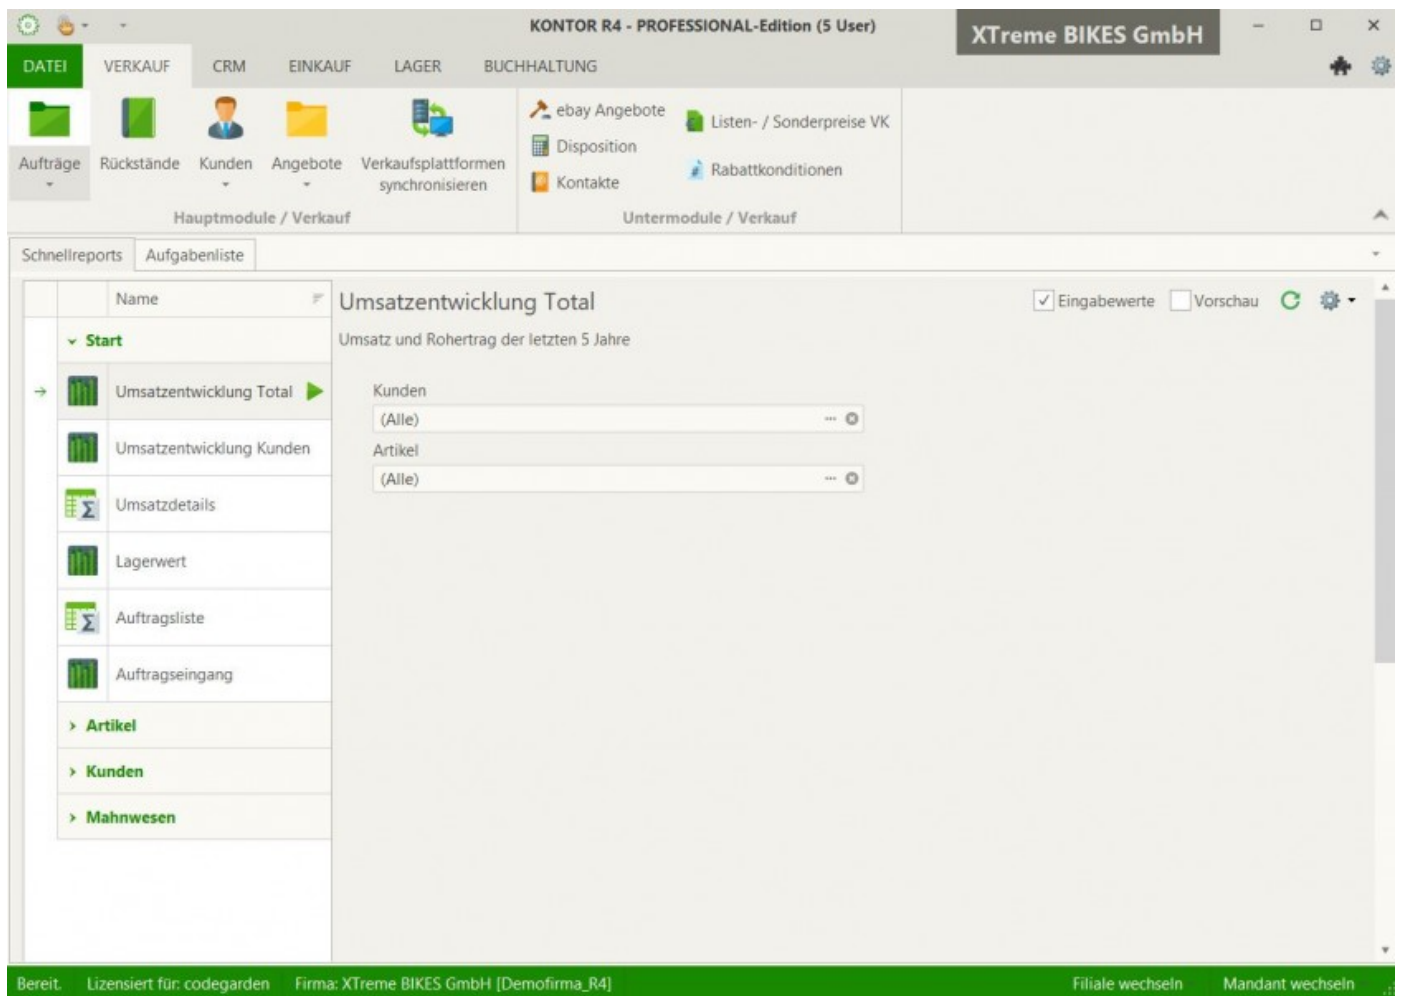 KONTOR R4 - PROFESSIONAL-Edition (5 User)
XTreme BIKES GmbH
DATEI VERKAUF CRM EINKAUF LAGER BUCHHALTUNG
Aufträge
Rückstände
Kunden
Angebote
Verkaufsplattformen
synchronisieren
Hauptmodule / Verkauf
ebay Angebote
Disposition
Kontakte
Listen- / Sonderpreise VK
Rabattkonditionen
Untermodule / Verkauf
Schnellreports Aufgabenliste
Name
Start
Umsatzentwicklung Total
Umsatzentwicklung Kunden
Umsatzdetails
Lagerwert
Auftragsliste
Auftragseingang
Artikel
Kunden
Mahnwesen
Umsatzentwicklung Total
Eingabewerte Vorschau
Umsatz und Rohertrag der letzten 5 Jahre
Kunden
(Alle)
Artikel
(Alle)
Bereit. Lizensiert für: codegarden Firma: XTreme BIKES GmbH [Demofirma_R4] Filiale wechseln Mandant wechseln